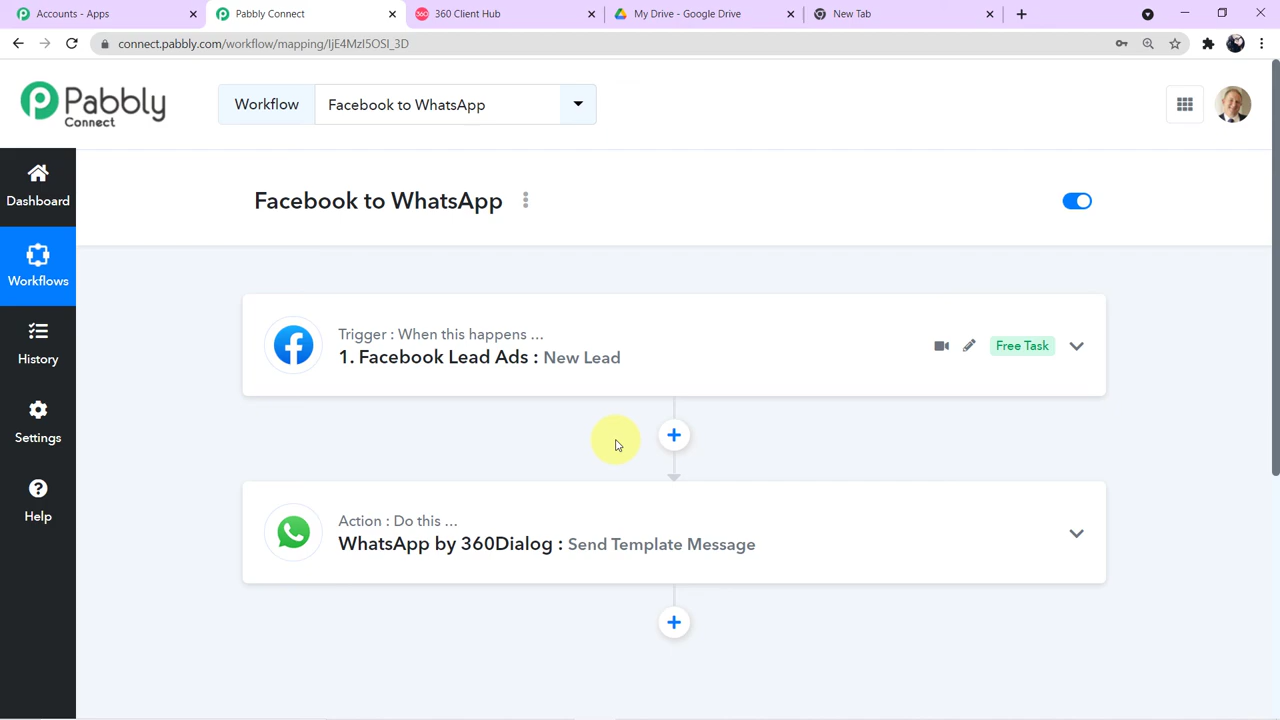 Accounts - Apps
Pabbly Connect
360 Client Hub
My Drive - Google Drive
New Tab
connect.pabbly.com/workflow/mapping/IjE4MzI5OSI_3D
Pabbly
Connect
Workflow
Facebook to WhatsApp
Dashboard
Workflows
History
Settings
Help
Facebook to WhatsApp
Trigger : When this happens ...
1. Facebook Lead Ads : New Lead
Free Task
Action : Do this ...
WhatsApp by 360Dialog : Send Template Message